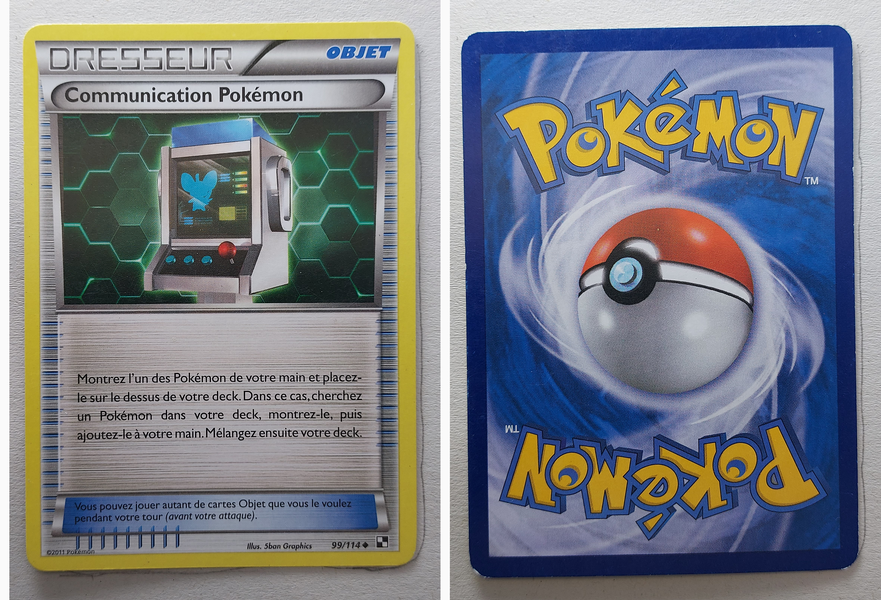 DRESSEUR
OBJET
Communication Pokémon
Montrez l'un des Pokémon de votre main et placez-
le sur le dessus de votre deck. Dans ce cas, cherchez
un Pokémon dans votre deck, montrez-le, puis
ajoutez-le à votre main. Mélangez ensuite votre deck.
Vous pouvez jouer autant de cartes Objet que vous le voulez
pendant votre tour (avant votre attaque).
©2011 Pokémon
Illus. 5ban Graphics
99/114
POKéMON
TM
TM
POKéMON